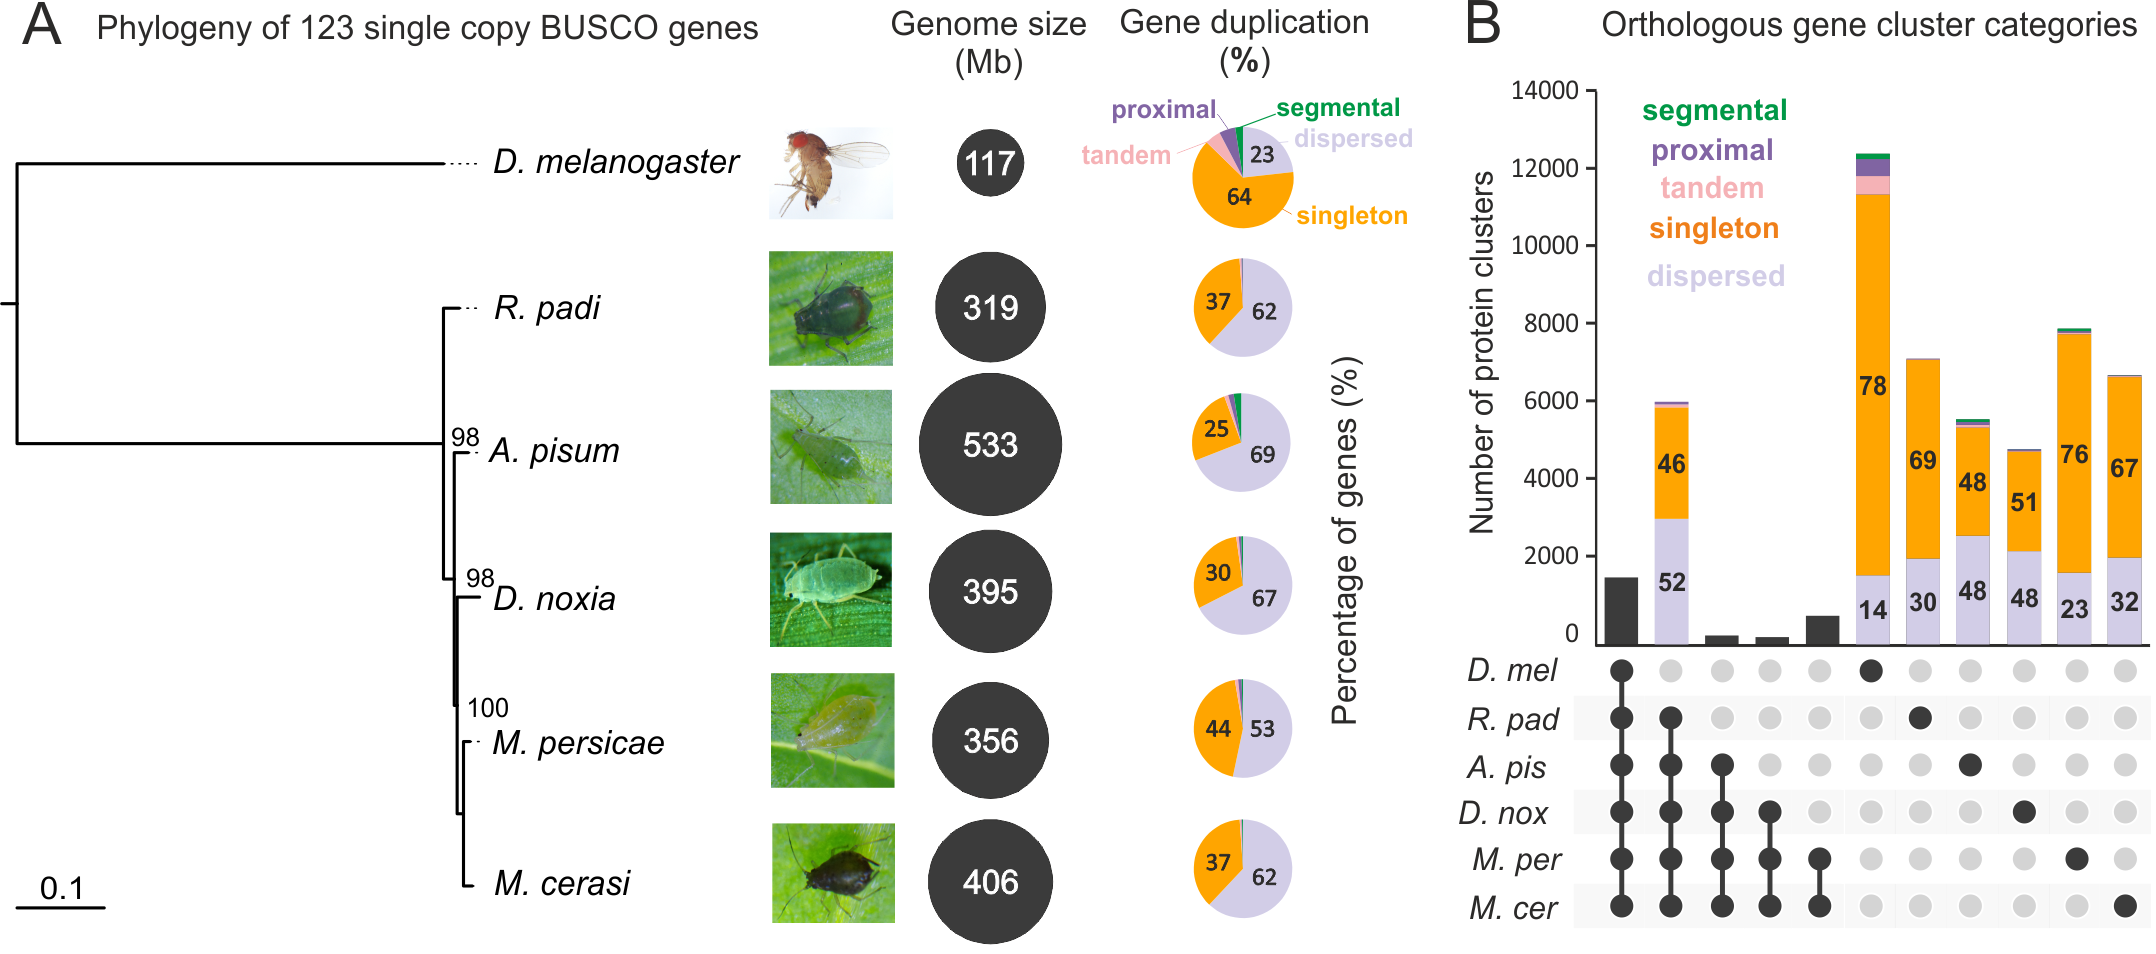 A
Phylogeny of 123 single copy BUSCO genes
Genome size
(Mb)
Gene duplication
(%)
proximal
segmental
dispersed
tandem
singleton
D. melanogaster
117
23
64
R. padi
319
37
62
98
A. pisum
533
25
69
98
D. noxia
395
30
67
100
M. persicae
356
44
53
M. cerasi
406
37
62
0.1
Percentage of genes (%)
B
Orthologous gene cluster categories
Number of protein clusters
14000
12000
10000
8000
6000
4000
2000
0
segmental
proximal
tandem
singleton
dispersed
46
52
78
14
69
30
48
48
51
48
76
23
67
32
D. mel
R. pad
A. pis
D. nox
M. per
M. cer